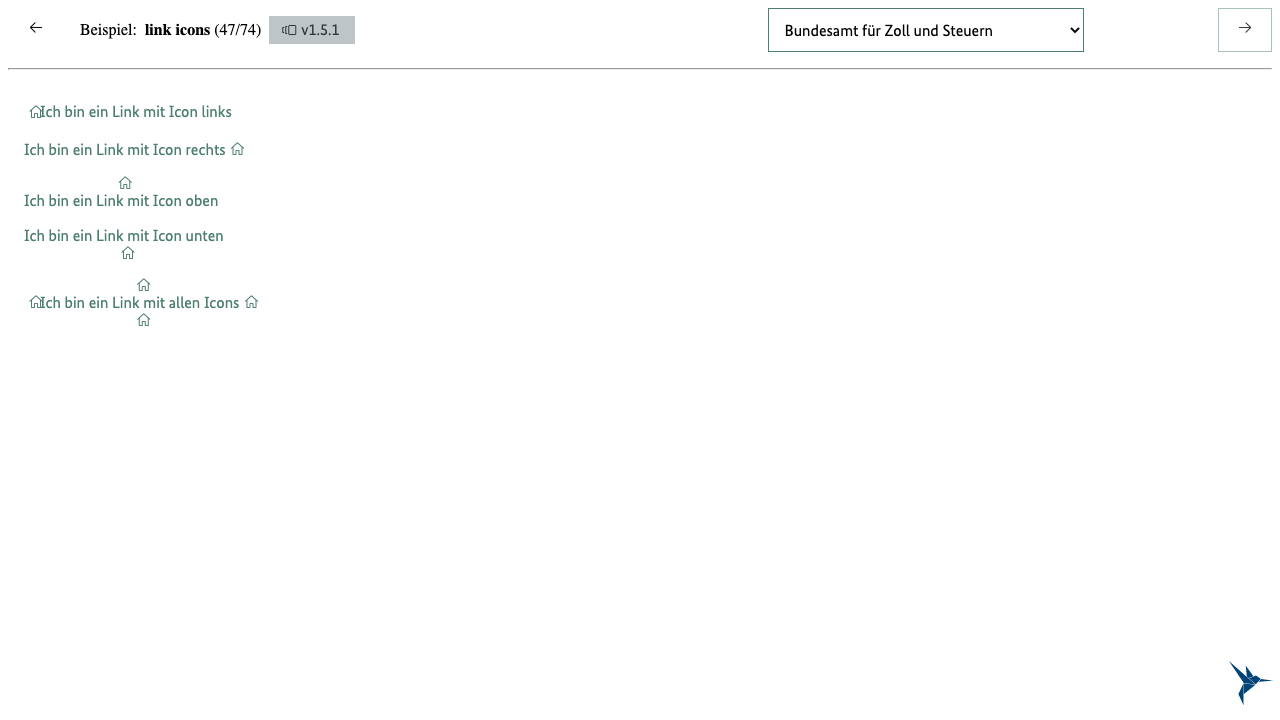 Beispiel: link icons (47/74) v1.5.1 Bundesamt für Zoll und Steuern
Ich bin ein Link mit Icon links
Ich bin ein Link mit Icon rechts
Ich bin ein Link mit Icon oben
Ich bin ein Link mit Icon unten
Ich bin ein Link mit allen Icons